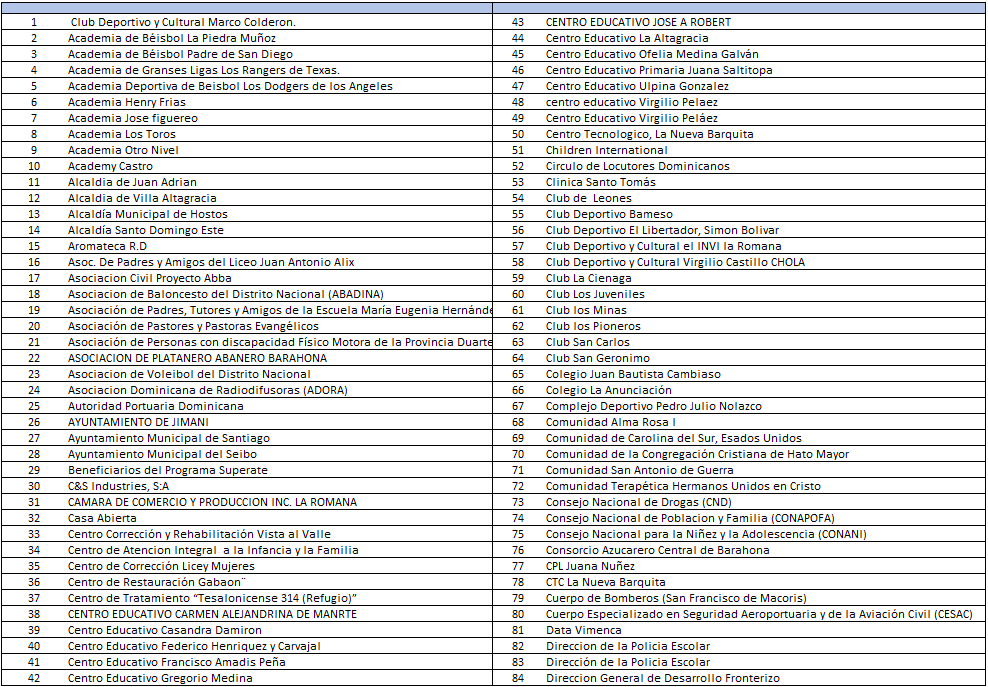 1 Club Deportivo y Cultural Marco Colderon.
2 Academia de Béisbol La Piedra Muñoz
3 Academia de Béisbol Padre de San Diego
4 Academia de Granses Ligas Los Rangers de Texas.
5 Academia Deportiva de Beisbol Los Dodgers de los Angeles
6 Academia Henry Frias
7 Academia Jose figuereo
8 Academia Los Toros
9 Academia Otro Nivel
10 Academy Castro
11 Alcaldia de Juan Adrian
12 Alcaldia de Villa Altagracia
13 Alcaldía Municipal de Hostos
14 Alcaldía Santo Domingo Este
15 Aromateca R.D
16 Asoc. De Padres y Amigos del Liceo Juan Antonio Alix
17 Asociacion Civil Proyecto Abba
18 Asociacion de Baloncesto del Distrito Nacional (ABADINA)
19 Asociación de Padres, Tutores y Amigos de la Escuela María Eugenia Hernánde
20 Asociación de Pastores y Pastoras Evangélicos
21 Asociación de Personas con discapacidad Físico Motora de la Provincia Duarte
22 ASOCIACION DE PLATANERO ABANERO BARAHONA
23 Asociacion de Voleibol del Distrito Nacional
24 Asociacion Dominicana de Radiodifusoras (ADORA)
25 Autoridad Portuaria Dominicana
26 AYUNTAMIENTO DE JIMANI
27 Ayuntamiento Municipal de Santiago
28 Ayuntamiento Municipal del Seibo
29 Beneficiarios del Programa Superate
30 C&S Industries, S:A
31 CAMARA DE COMERCIO Y PRODUCCION INC. LA ROMANA
32 Casa Abierta
33 Centro Corrección y Rehabilitación Vista al Valle
34 Centro de Atencion Integral a la Infancia y la Familia
35 Centro de Corrección Licey Mujeres
36 Centro de Restauración Gabaon¨
37 Centro de Tratamiento “Tesalonicense 314 (Refugio)”
38 CENTRO EDUCATIVO CARMEN ALEJANDRINA DE MANRTE
39 Centro Educativo Casandra Damiron
40 Centro Educativo Federico Henriquez y Carvajal
41 Centro Educativo Francisco Amadis Peña
42 Centro Educativo Gregorio Medina
43 CENTRO EDUCATIVO JOSE A ROBERT
44 Centro Educativo La Altagracia
45 Centro Educativo Ofelia Medina Galván
46 Centro Educativo Primaria Juana Saltitopa
47 Centro Educativo Ulpina Gonzalez
48 centro educativo Virgilio Pelaez
49 Centro Educativo Virgilio Peláez
50 Centro Tecnologico, La Nueva Barquita
51 Children International
52 Circulo de Locutores Dominicanos
53 Clinica Santo Tomás
54 Club de Leones
55 Club Deportivo Bameso
56 Club Deportivo El Libertador, Simon Bolivar
57 Club Deportivo y Cultural el INVI la Romana
58 Club Deportivo y Cultural Virgilio Castillo CHOLA
59 Club La Cienaga
60 Club Los Juveniles
61 Club los Minas
62 Club los Pioneros
63 Club San Carlos
64 Club San Geronimo
65 Colegio Juan Bautista Cambiaso
66 Colegio La Anunciación
67 Complejo Deportivo Pedro Julio Nolazco
68 Comunidad Alma Rosa I
69 Comunidad de Carolina del Sur, Esados Unidos
70 Comunidad de la Congregación Cristiana de Hato Mayor
71 Comunidad San Antonio de Guerra
72 Comunidad Terapética Hermanos Unidos en Cristo
73 Consejo Nacional de Drogas (CND)
74 Consejo Nacional de Poblacion y Familia (CONAPOFA)
75 Consejo Nacional para la Niñez y la Adolescencia (CONANI)
76 Consorcio Azucarero Central de Barahona
77 CPL Juana Nuñez
78 CTC La Nueva Barquita
79 Cuerpo de Bomberos (San Francisco de Macoris)
80 Cuerpo Especializado en Seguridad Aeroportuaria y de la Aviación Civil (CESAC)
81 Data Vimenca
82 Direccion de la Policia Escolar
83 Dirección de la Policia Escolar
84 Direccion General de Desarrollo Fronterizo